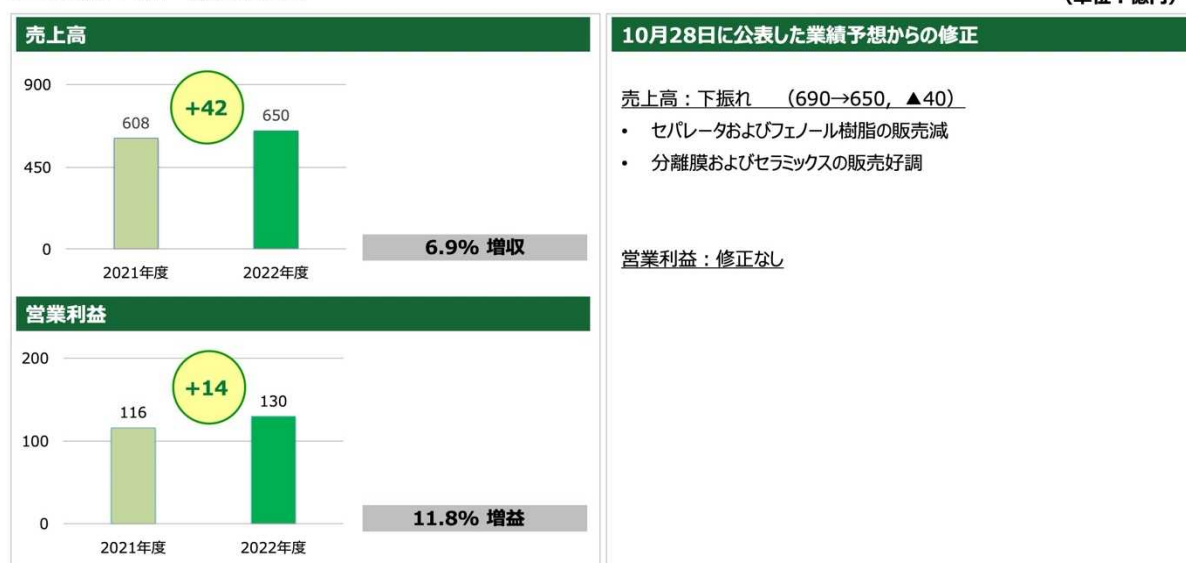 売上高
900
450
0
608
+42
650
2021年度
2022年度
6.9% 増収
営業利益
200
100
0
116
+14
130
2021年度
2022年度
11.8% 増益
10月28日に公表した業績予想からの修正
売上高：下振れ （690→650, ▲40）
• セパレータおよびフェノール樹脂の販売減
• 分離膜およびセラミックスの販売好調
営業利益：修正なし